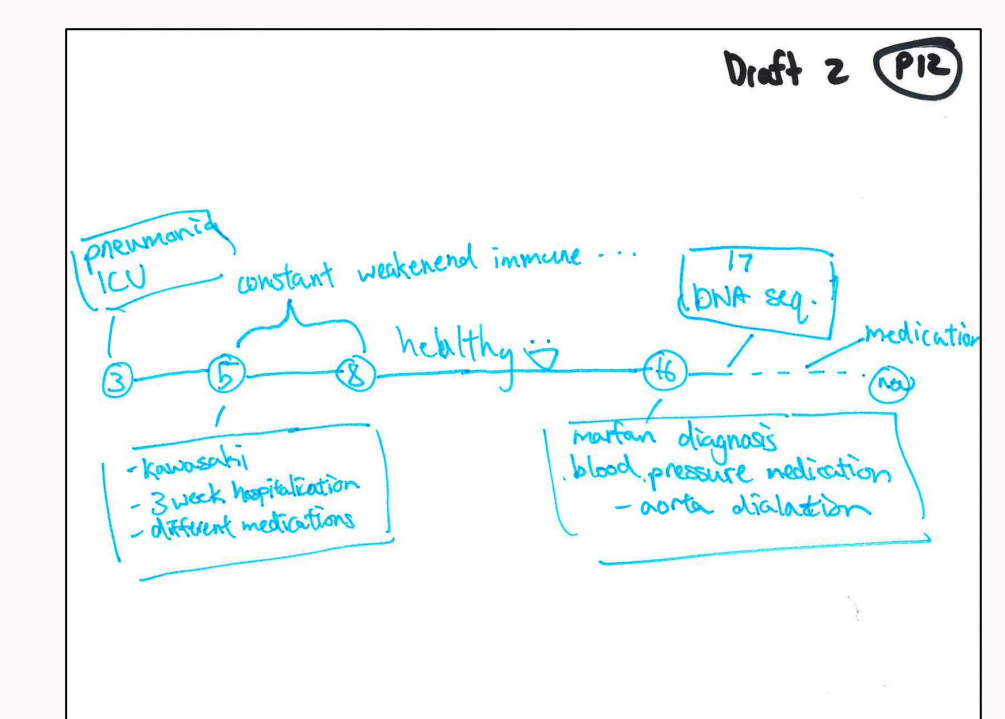 Draft 2 P12
pneumonia
ICU
constant weakenend immune ...
17
DNA seq.
healthy
medication
3
5
8
16
now
- Kawasaki
- 3 week hospitalization
- different medications
marfan diagnosis
blood pressure medication
- aorta dialation